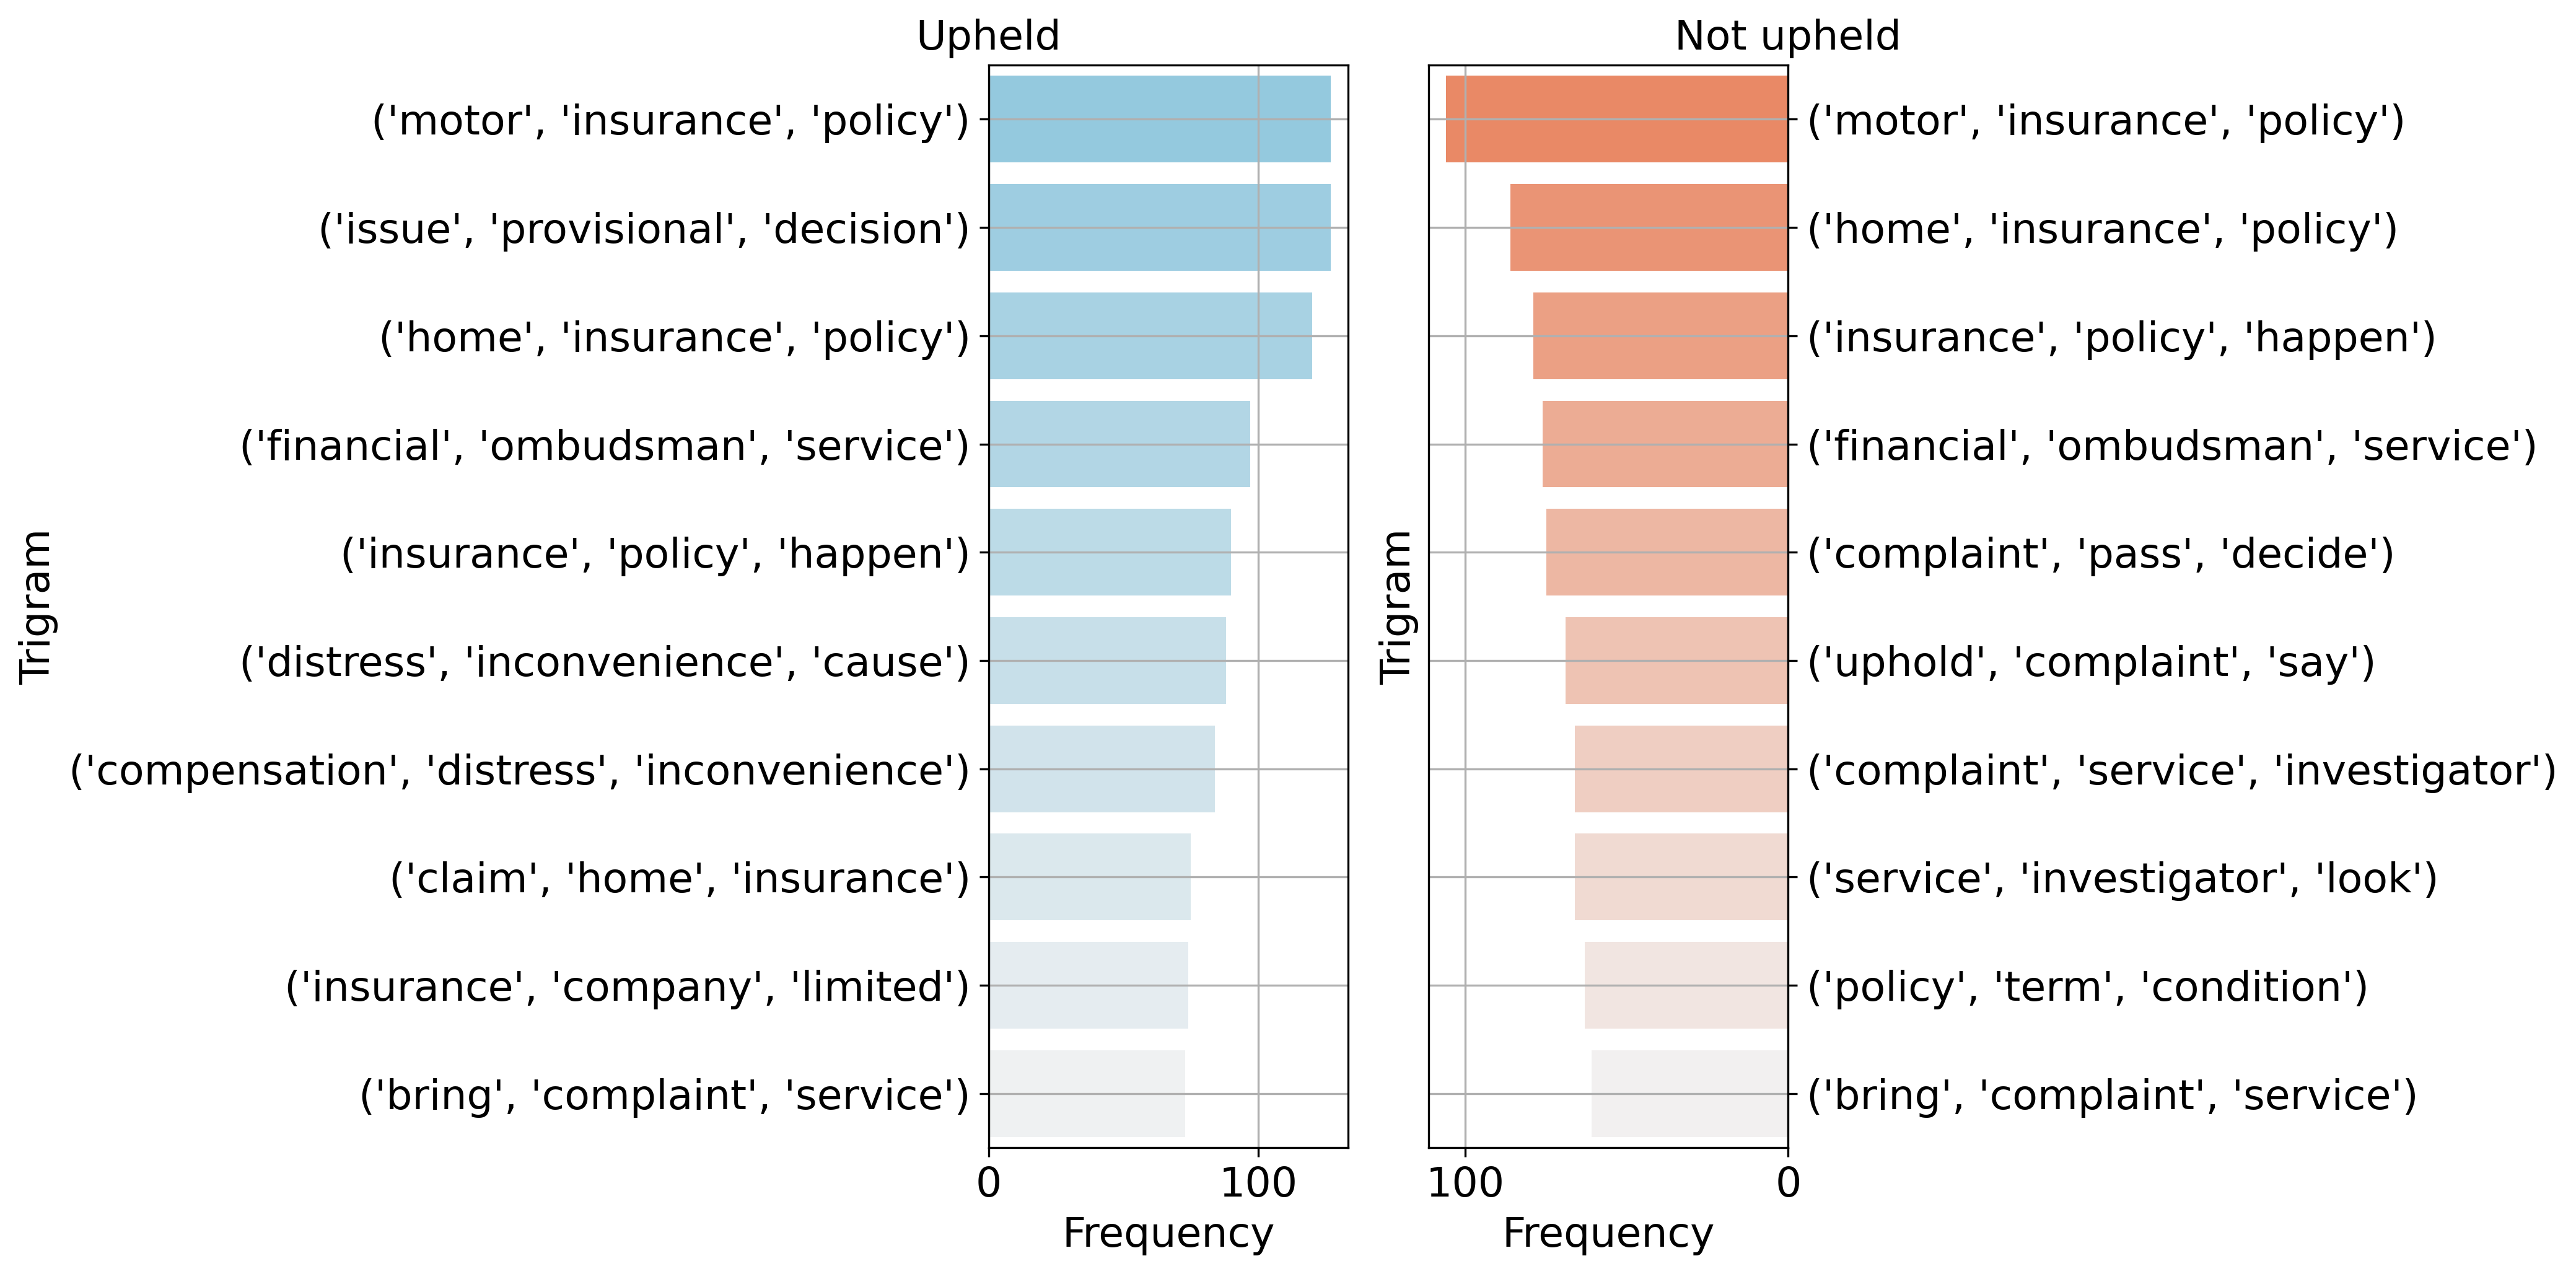 Upheld
Trigram
('motor', 'insurance', 'policy')
('issue', 'provisional', 'decision')
('home', 'insurance', 'policy')
('financial', 'ombudsman', 'service')
('insurance', 'policy', 'happen')
('distress', 'inconvenience', 'cause')
('compensation', 'distress', 'inconvenience')
('claim', 'home', 'insurance')
('insurance', 'company', 'limited')
('bring', 'complaint', 'service')
0 100
Frequency
Not upheld
Trigram
('motor', 'insurance', 'policy')
('home', 'insurance', 'policy')
('insurance', 'policy', 'happen')
('financial', 'ombudsman', 'service')
('complaint', 'pass', 'decide')
('uphold', 'complaint', 'say')
('complaint', 'service', 'investigator')
('service', 'investigator', 'look')
('policy', 'term', 'condition')
('bring', 'complaint', 'service')
100 0
Frequency